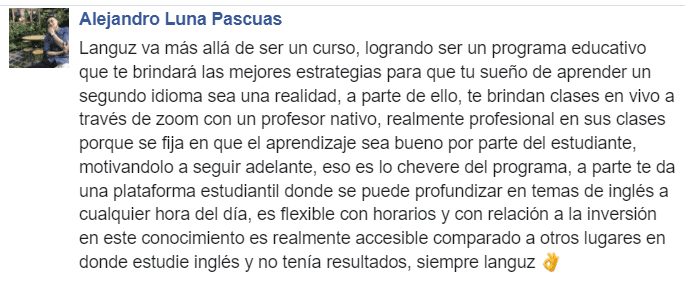 Alejandro Luna Pascuas
Languz va más allá de ser un curso, logrando ser un programa educativo
que te brindará las mejores estrategias para que tu sueño de aprender un
segundo idioma sea una realidad, a parte de ello, te brindan clases en vivo a
través de zoom con un profesor nativo, realmente profesional en sus clases
porque se fija en que el aprendizaje sea bueno por parte del estudiante,
motivandolo a seguir adelante, eso es lo chevere del programa, a parte te da
una plataforma estudiantil donde se puede profundizar en temas de inglés a
cualquier hora del día, es flexible con horarios y con relación a la inversión
en este conocimiento es realmente accesible comparado a otros lugares en
donde estudie inglés y no tenía resultados, siempre languz 👌